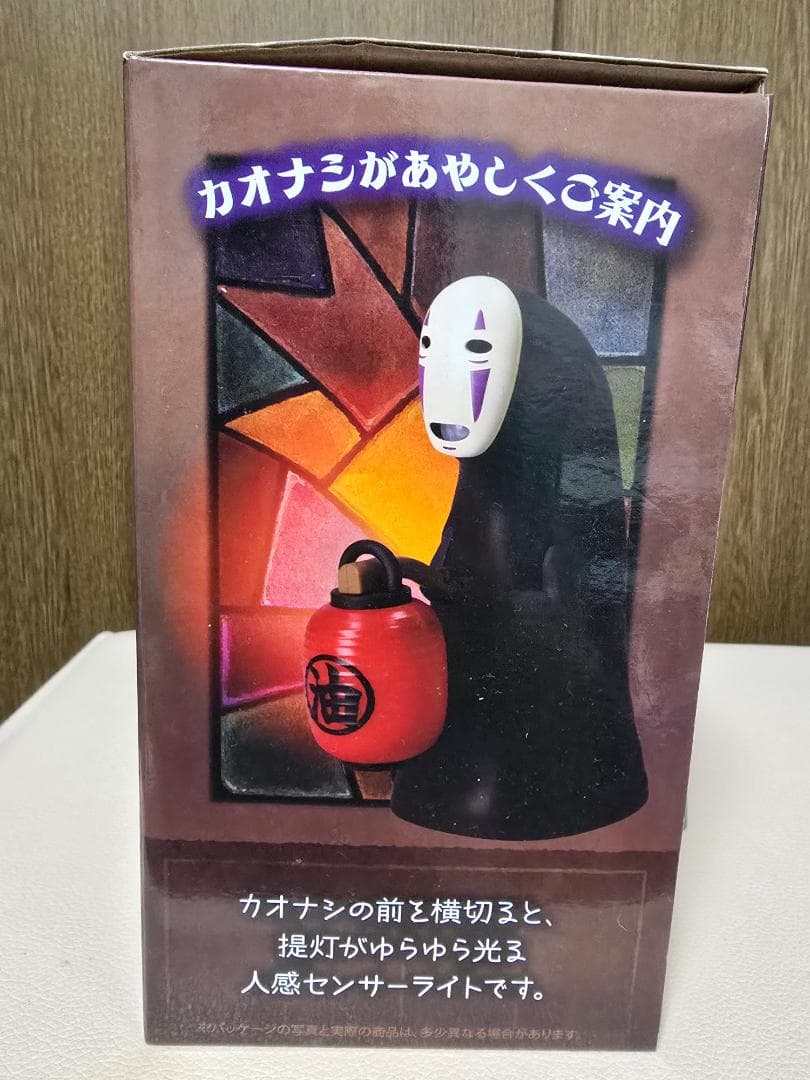 カオナシがあやしくご案内
油
カオナシの前を横切ると、
提灯がゆらゆら光る
人感センサーライトです。
※パッケージの写真と実際の商品は、多少異なる場合があります。